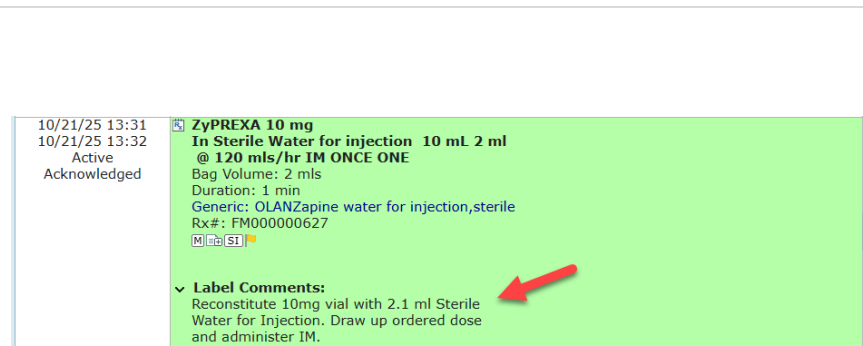 10/21/25 13:31
10/21/25 13:32
Active
Acknowledged
ZyPREXA 10 mg
In Sterile Water for injection 10 mL 2 ml
@ 120 mls/hr IM ONCE ONE
Bag Volume: 2 mls
Duration: 1 min
Generic: OLANZapine water for injection,sterile
Rx#: FM000000627
M SI
Label Comments:
Reconstitute 10mg vial with 2.1 ml Sterile
Water for Injection. Draw up ordered dose
and administer IM.